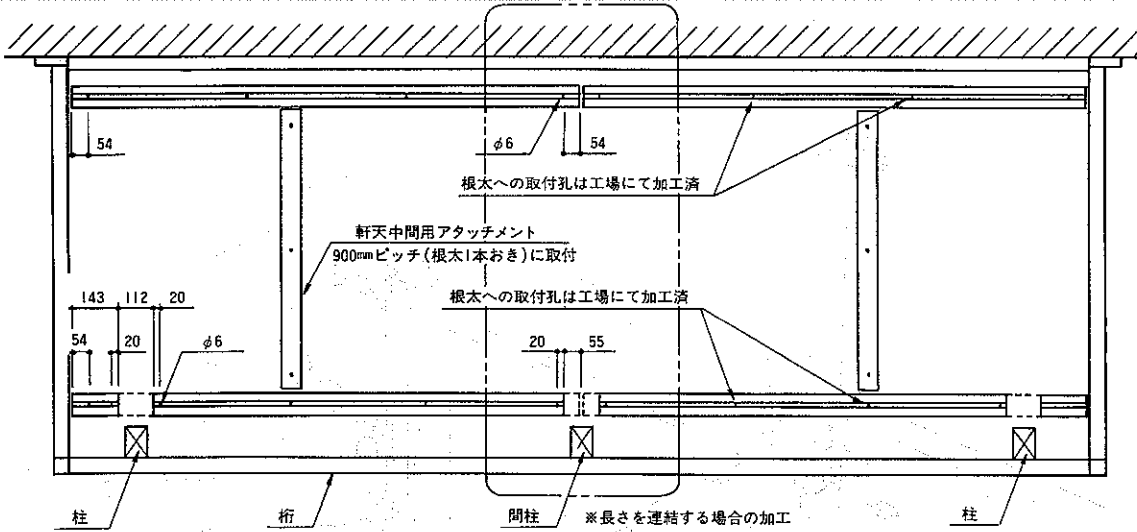 54
φ6
54
根太への取付孔は工場にて加工済
軒天中間用アタッチメント
900mmピッチ(根太1本おき)に取付
143
112
20
根太への取付孔は工場にて加工済
54
20
φ6
20
55
柱
桁
間柱
※長さを連結する場合の加工
柱